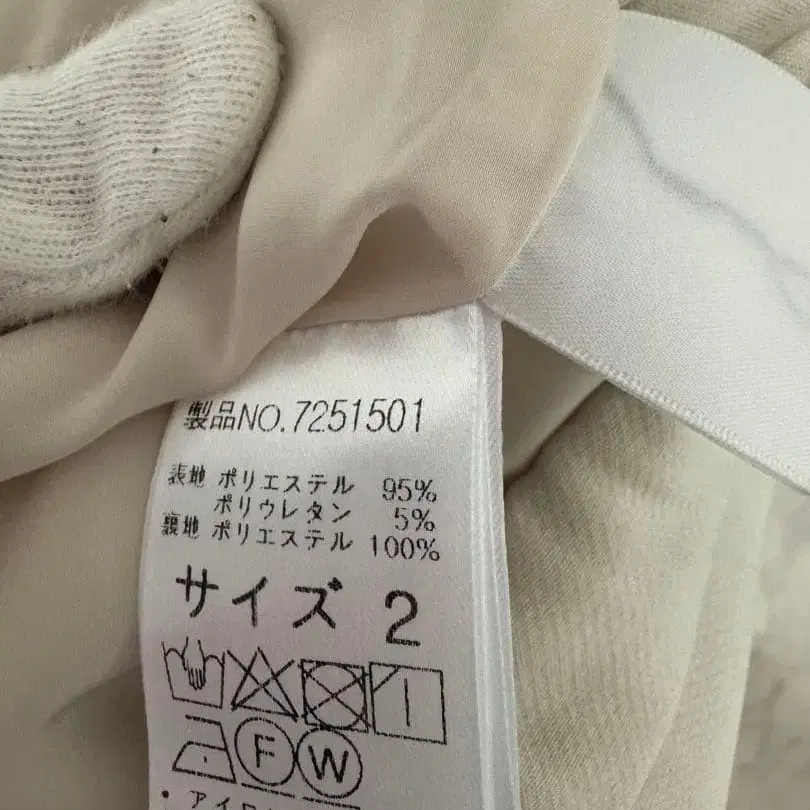 製品NO.7251501
表地 ポリエステル 95%
ポリウレタン 5%
裏地 ポリエステル 100%
サイズ 2
F W